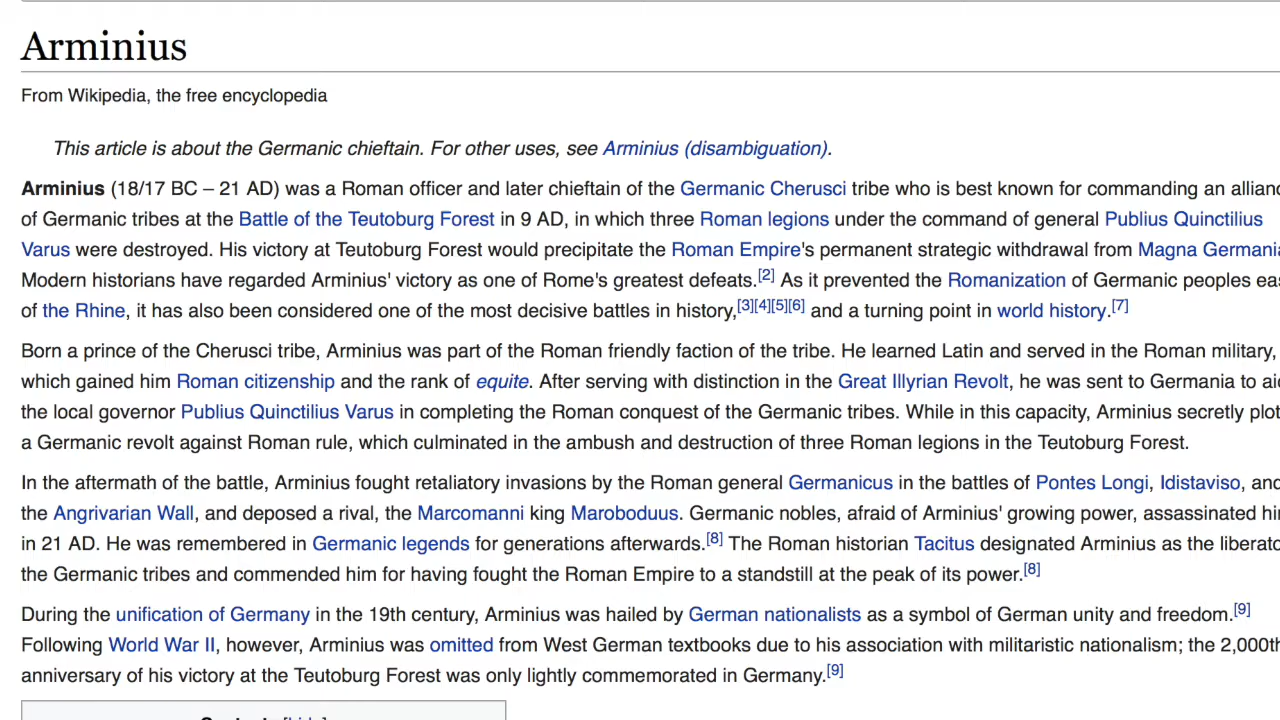 Arminius
From Wikipedia, the free encyclopedia
This article is about the Germanic chieftain. For other uses, see Arminius (disambiguation).
Arminius (18/17 BC – 21 AD) was a Roman officer and later chieftain of the Germanic Cherusci tribe who is best known for commanding an
of Germanic tribes at the Battle of the Teutoburg Forest in 9 AD, in which three Roman legions under the command of general Publius Quinctilius
Varus were destroyed. His victory at Teutoburg Forest would precipitate the Roman Empire's permanent strategic withdrawal from Magna
Modern historians have regarded Arminius' victory as one of Rome's greatest defeats.[2] As it prevented the Romanization of Germanic peoples
of the Rhine, it has also been considered one of the most decisive battles in history,[3][4][5][6] and a turning point in world history.[7]
Born a prince of the Cherusci tribe, Arminius was part of the Roman friendly faction of the tribe. He learned Latin and served in the Roman military,
which gained him Roman citizenship and the rank of equite. After serving with distinction in the Great Illyrian Revolt, he was sent to Germania to
the local governor Publius Quinctilius Varus in completing the Roman conquest of the Germanic tribes. While in this capacity, Arminius secretly
a Germanic revolt against Roman rule, which culminated in the ambush and destruction of three Roman legions in the Teutoburg Forest.
In the aftermath of the battle, Arminius fought retaliatory invasions by the Roman general Germanicus in the battles of Pontes Longi, Idistaviso,
the Angrivarian Wall, and deposed a rival, the Marcomanni king Maroboduus. Germanic nobles, afraid of Arminius' growing power, assassinated
in 21 AD. He was remembered in Germanic legends for generations afterwards.[8] The Roman historian Tacitus designated Arminius as the
the Germanic tribes and commended him for having fought the Roman Empire to a standstill at the peak of its power.[8]
During the unification of Germany in the 19th century, Arminius was hailed by German nationalists as a symbol of German unity and freedom.[9]
Following World War II, however, Arminius was omitted from West German textbooks due to his association with militaristic nationalism; the
anniversary of his victory at the Teutoburg Forest was only lightly commemorated in Germany.[9]